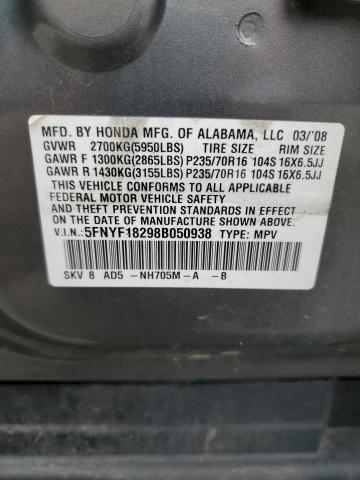 MFD. BY HONDA MFG. OF ALABAMA, LLC 03/'08
GVWR 2700KG(5950LBS) TIRE SIZE RIM SIZE
GAWR F 1300KG(2865LBS) P235/70R16 104S 16X6.5JJ
GAWR R 1430KG(3155LBS) P235/70R16 104S 16X6.5JJ
THIS VEHICLE CONFORMS TO ALL APPLICABLE
FEDERAL MOTOR VEHICLE SAFETY
STANDARDS IN EFFECT ON THE
DATE OF MANUFACTURE SHOWN ABOVE.
V.I.N.: 5FNYF18298B050938 TYPE: MPV
SKV 8 AD5 -NH705M-A -B